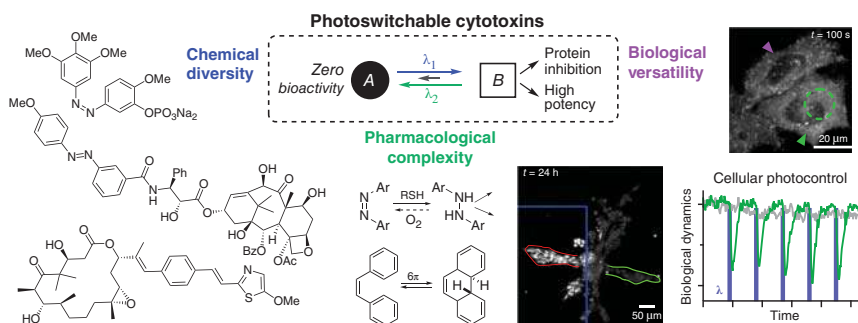 Photoswitchable cytotoxins
Chemical
diversity
Zero
bioactivity
A
λ1
λ2
B
Protein
inhibition
High
potency
Biological
versatility
t = 100 s
20 μm
OMe
MeO
MeO
OMe
N
N
OPO3Na2
MeO
N
N
O
N
H
Ph
O
OH
O
HO
O
OH
HO
H
O
BzO
OAc
O
OH
O
O
HO
O
N
S
OMe
Pharmacological
complexity
Ar
N
N
Ar
RSH
O2
Ar
NH
HN
Ar
6π
H
H
t = 24 h
50 μm
Cellular photocontrol
Biological
dynamics
λ
Time